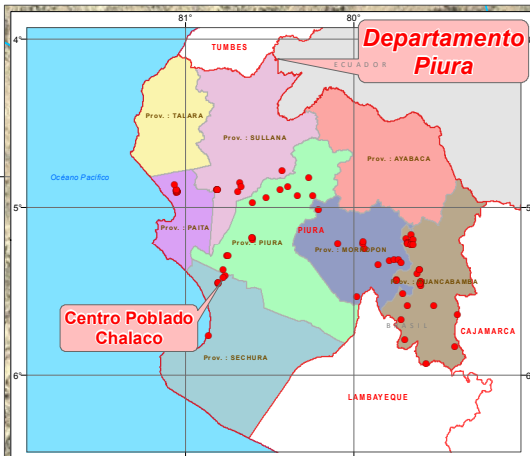 81°
80°
4°
Departamento
Piura
TUMBES
ECUADOR
Prov. : TALARA
Prov. : SULLANA
Prov. : AYABACA
Océano Pacífico
5°
5
Prov. : PAITA
Prov. : PIURA
PIURA
Prov. : MORROPON
Prov. : HUANCABAMBA
Centro Poblado
Chalaco
BRASIL
CAJAMARCA
Prov. : SECHURA
6°
6
LAMBAYEQUE